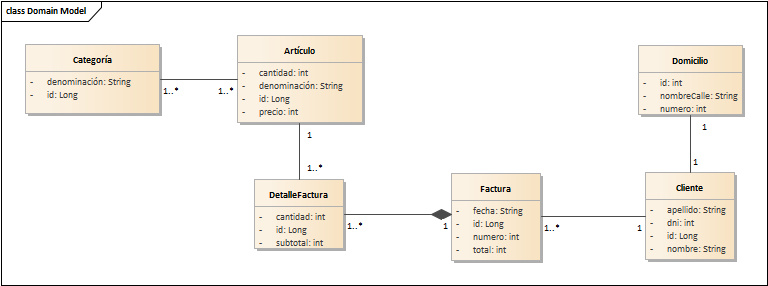 class Domain Model
Categoría
- denominación: String
- id: Long
1..*
1..*
Artículo
- cantidad: int
- denominación: String
- id: Long
- precio: int
1
1..*
DetalleFactura
- cantidad: int
- id: Long
- subtotal: int
1..*
1
Factura
- fecha: String
- id: Long
- numero: int
- total: int
1..*
1
Domicilio
- id: int
- nombreCalle: String
- numero: int
1
1
Cliente
- apellido: String
- dni: int
- id: Long
- nombre: String